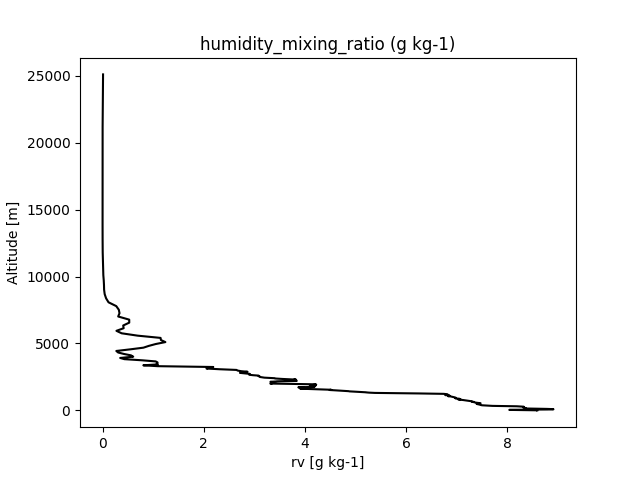 humidity_mixing_ratio (g kg-1)
25000
20000
15000
10000
5000
0
Altitude [m]
0 2 4 6 8
rv [g kg-1]